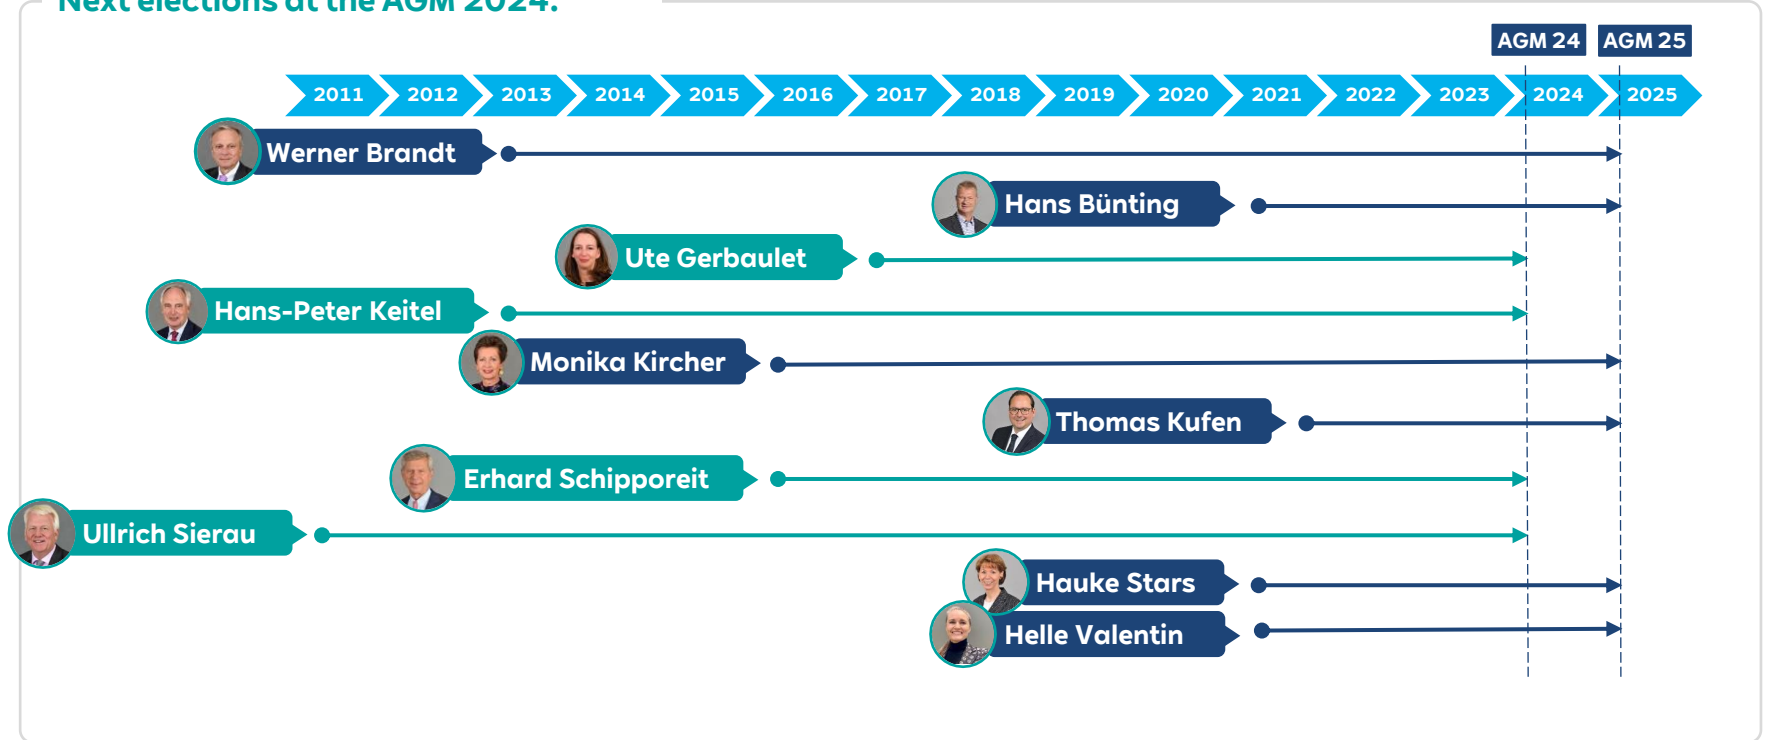 Next elections at the AGM 2024.
AGM 24 AGM 25
2011 2012 2013 2014 2015 2016 2017 2018 2019 2020 2021 2022 2023 2024 2025
Werner Brandt
Hans Bünting
Ute Gerbaulet
Hans-Peter Keitel
Monika Kircher
Thomas Kufen
Erhard Schipporeit
Ullrich Sierau
Hauke Stars
Helle Valentin